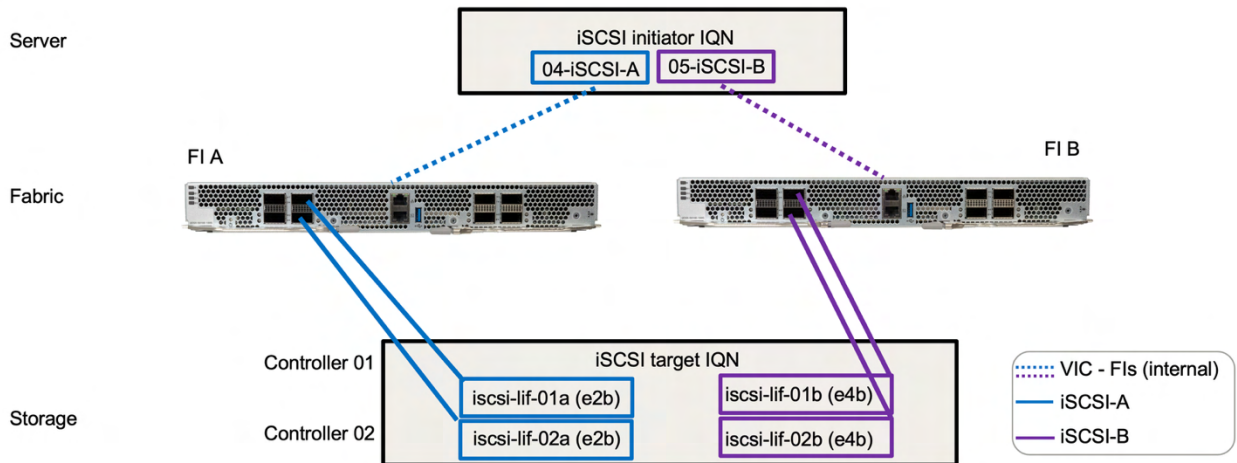 Server
iSCSI initiator IQN
04-iSCSI-A
05-iSCSI-B
FI A
FI B
Fabric
Controller 01
iSCSI target IQN
iscsi-lif-01a (e2b)
iscsi-lif-01b (e4b)
Storage
Controller 02
iscsi-lif-02a (e2b)
iscsi-lif-02b (e4b)
VIC - FIs (internal)
iSCSI-A
iSCSI-B